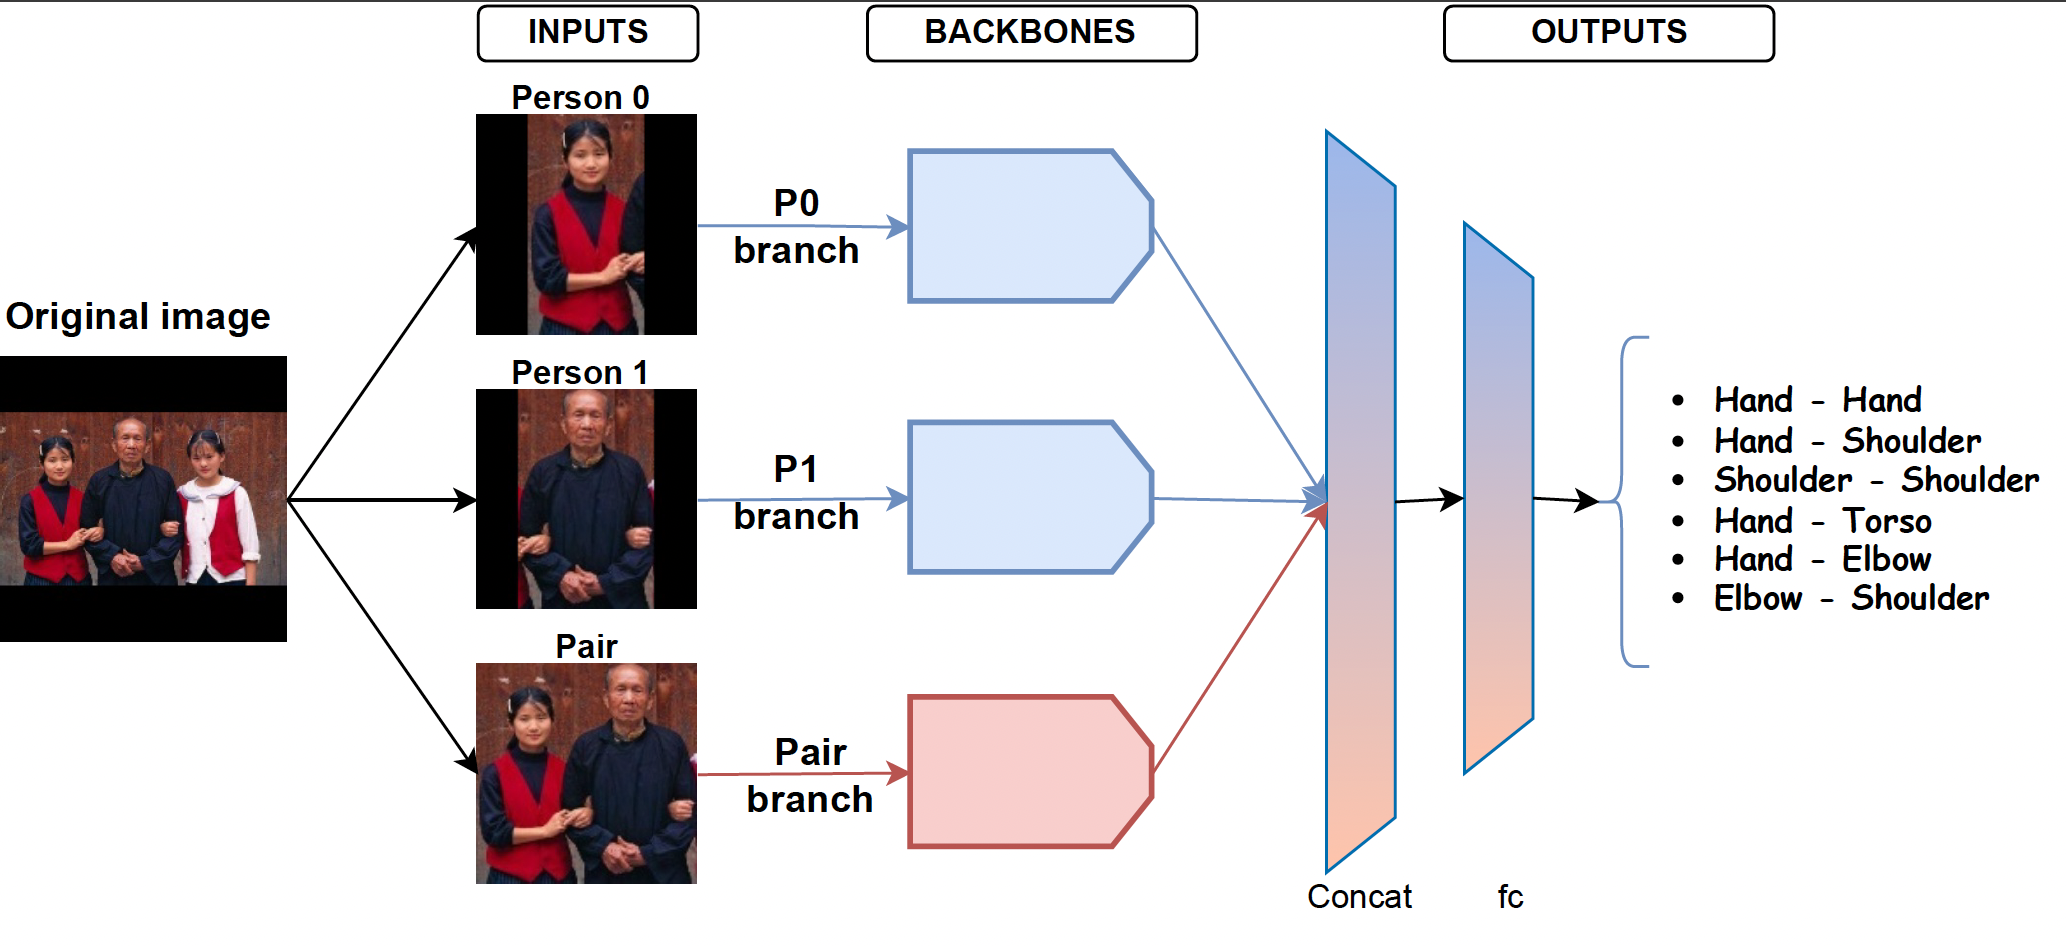 INPUTS
BACKBONES
OUTPUTS
Original image
Person 0
P0
branch
Person 1
P1
branch
Pair
Pair
branch
Concat
fc
• Hand - Hand
• Hand - Shoulder
• Shoulder - Shoulder
• Hand - Torso
• Hand - Elbow
• Elbow - Shoulder